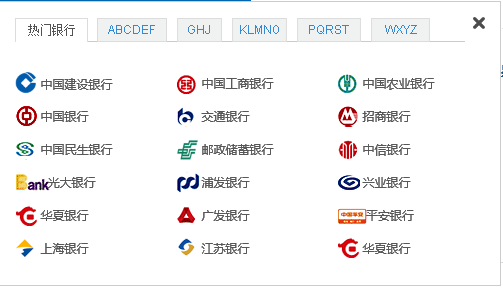 热门银行 ABCDEF GHJ KLMNO PQRST WXYZ
中国建设银行 中国工商银行 中国农业银行
中国银行 交通银行 招商银行
中国民生银行 邮政储蓄银行 中信银行
Bank光大银行 浦发银行 兴业银行
华夏银行 广发银行 中国平安 平安银行
上海银行 江苏银行 华夏银行